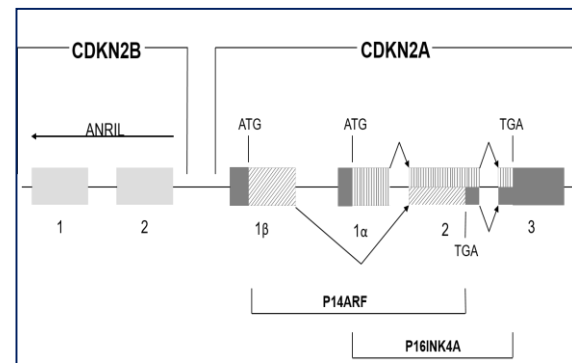 CDKN2B CDKN2A
ANRIL ATG ATG TGA
1 2 1β 1α 2 3
TGA
P14ARF
P16INK4A